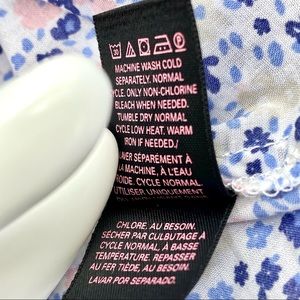 MACHINE WASH COLD
SEPARATELY. NORMAL
CYCLE. ONLY NON-CHLORINE
BLEACH WHEN NEEDED.
TUMBLE DRY NORMAL
CYCLE LOW HEAT. WARM
IRON IF NEEDED./
LAVER SÉPARÉMENT À
LA MACHINE, À L'EAU
FROIDE. CYCLE NORMAL
UTILISER UNIQUEMENT
CHLORE. AU BESOIN.
SÉCHER PAR CULBUTAGE À
CYCLE NORMAL, À BASSE
TEMPÉRATURE. REPASSER
AU FER TIÈDE, AU BESOIN.
LAVAR POR SEPARADO.